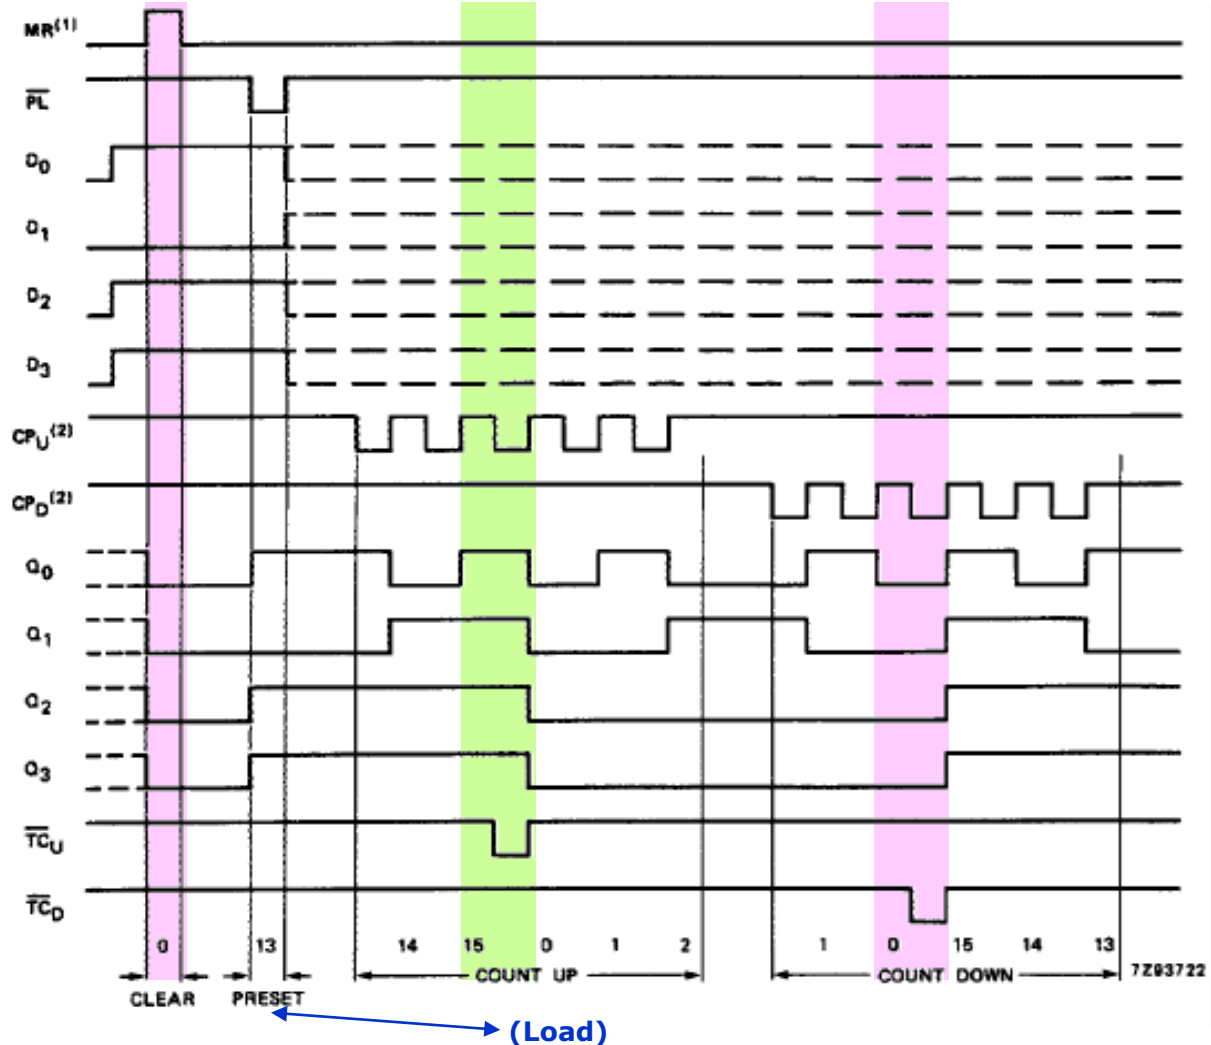 MR(1)
PL
D0
D1
D2
D3
CPU(2)
CPD(2)
Q0
Q1
Q2
Q3
TCU
TCD
0 13 14 15 0 1 2 1 0 15 14 13
CLEAR PRESET COUNT UP COUNT DOWN 7Z93722
(Load)